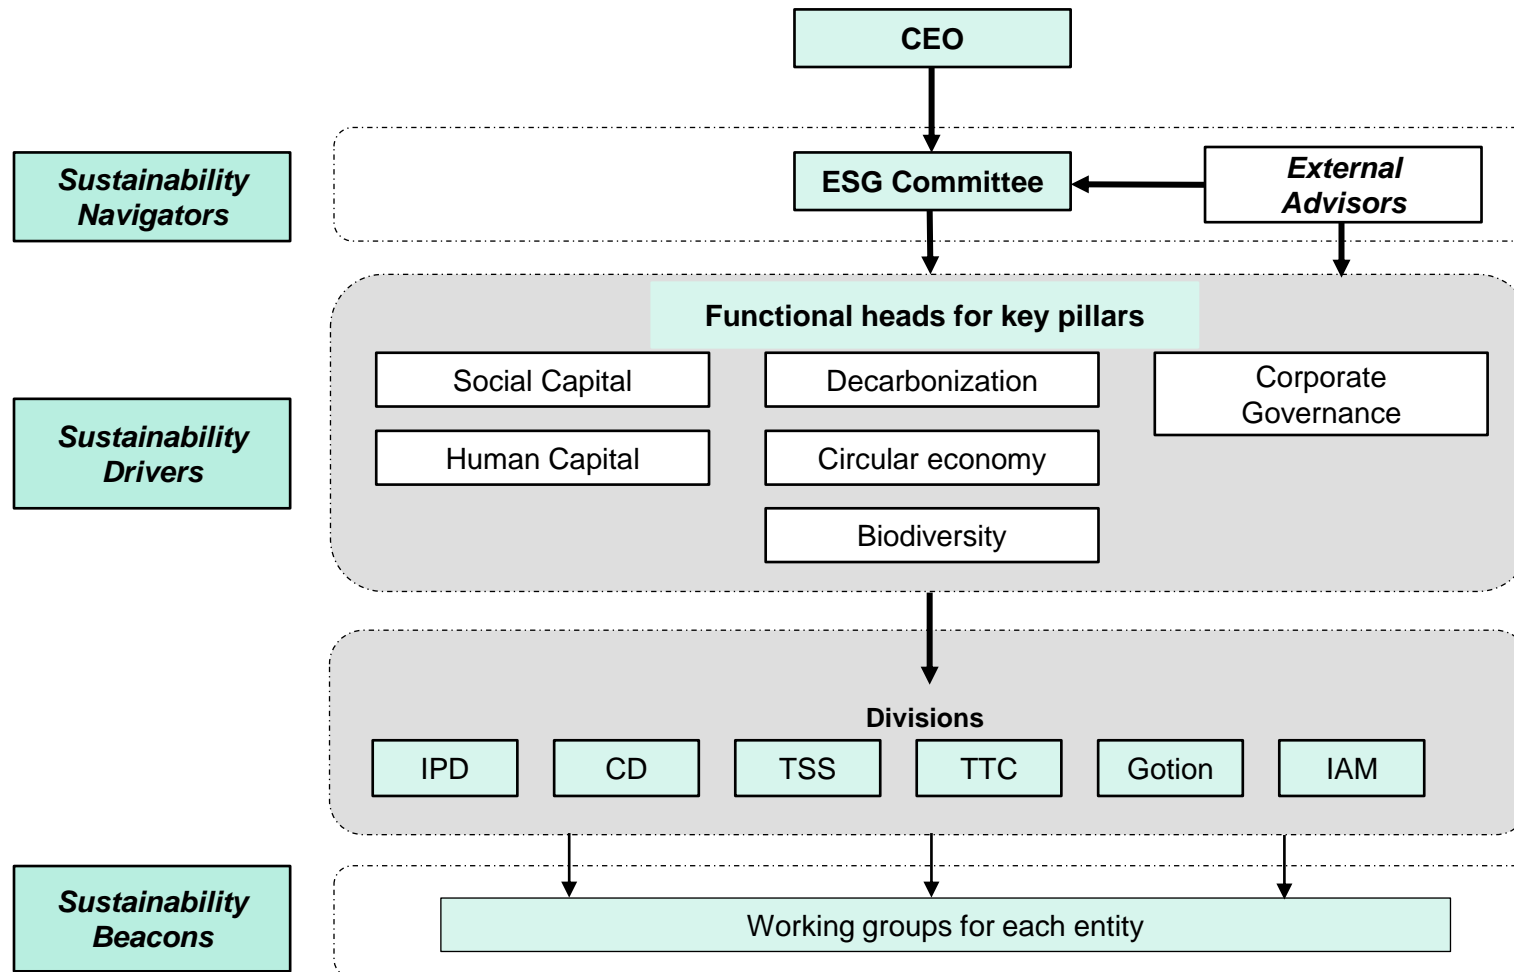 CEO
Sustainability
Navigators
ESG Committee
External
Advisors
Functional heads for key pillars
Social Capital
Decarbonization
Corporate
Governance
Sustainability
Drivers
Human Capital
Circular economy
Biodiversity
Divisions
IPD
CD
TSS
TTC
Gotion
IAM
Sustainability
Beacons
Working groups for each entity